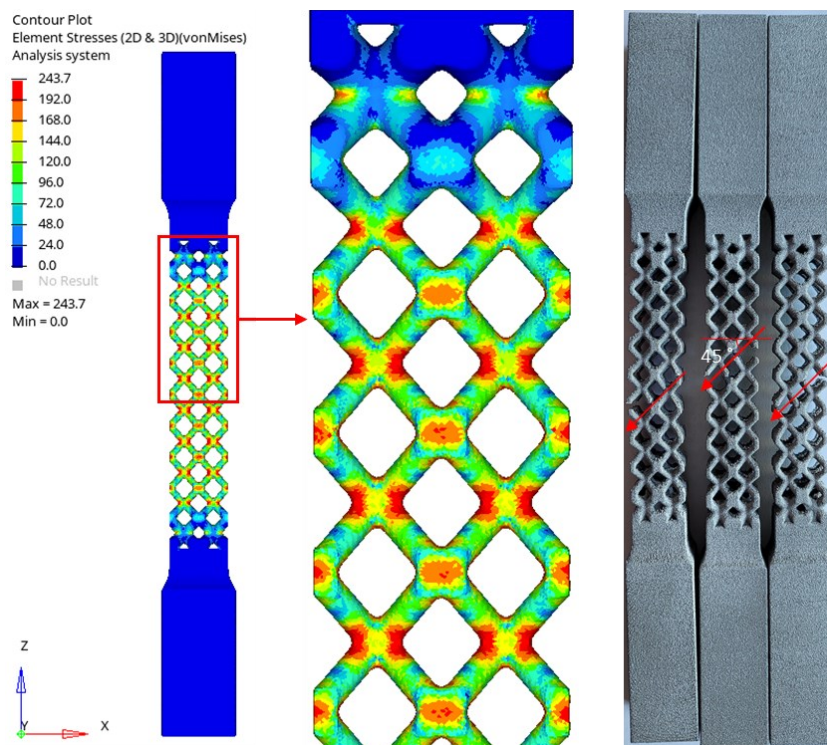 Contour Plot
Element Stresses (2D & 3D)(vonMises)
Analysis system
243.7
192.0
168.0
144.0
120.0
96.0
72.0
48.0
24.0
0.0
No Result
Max = 243.7
Min = 0.0
45°
Z
Y
X